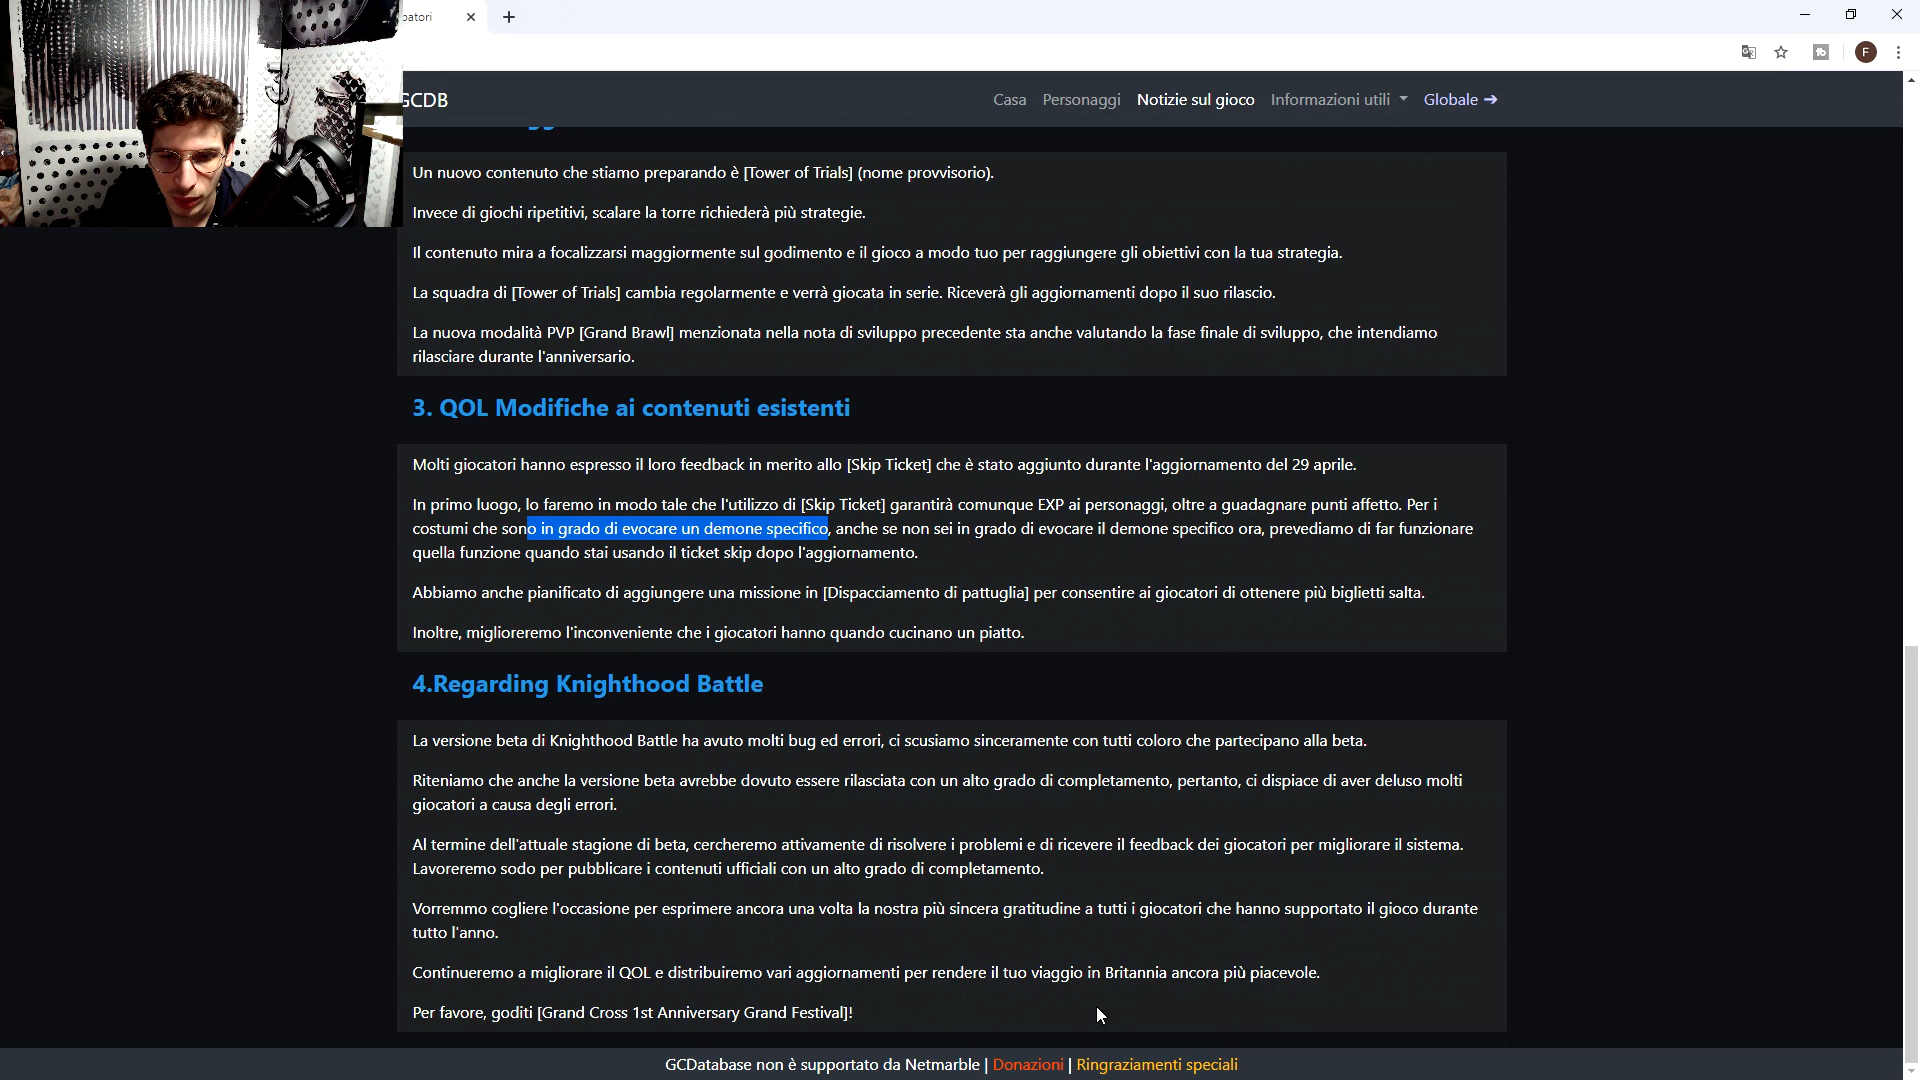 patori
F
GCDB
Casa Personaggi Notizie sul gioco Informazioni utili Globale →
Un nuovo contenuto che stiamo preparando è [Tower of Trials] (nome provvisorio).
Invece di giochi ripetitivi, scalare la torre richiederà più strategie.
Il contenuto mira a focalizzarsi maggiormente sul godimento e il gioco a modo tuo per raggiungere gli obiettivi con la tua strategia.
La squadra di [Tower of Trials] cambia regolarmente e verrà giocata in serie. Riceverà gli aggiornamenti dopo il suo rilascio.
La nuova modalità PVP [Grand Brawl] menzionata nella nota di sviluppo precedente sta anche valutando la fase finale di sviluppo, che intendiamo
rilasciare durante l'anniversario.
3. QOL Modifiche ai contenuti esistenti
Molti giocatori hanno espresso il loro feedback in merito allo [Skip Ticket] che è stato aggiunto durante l'aggiornamento del 29 aprile.
In primo luogo, lo faremo in modo tale che l'utilizzo di [Skip Ticket] garantirà comunque EXP ai personaggi, oltre a guadagnare punti affetto. Per i
costumi che sono in grado di evocare un demone specifico, anche se non sei in grado di evocare il demone specifico ora, prevediamo di far funzionare
quella funzione quando stai usando il ticket skip dopo l'aggiornamento.
Abbiamo anche pianificato di aggiungere una missione in [Dispacciamento di pattuglia] per consentire ai giocatori di ottenere più biglietti salta.
Inoltre, miglioreremo l'inconveniente che i giocatori hanno quando cucinano un piatto.
4.Regarding Knighthood Battle
La versione beta di Knighthood Battle ha avuto molti bug ed errori, ci scusiamo sinceramente con tutti coloro che partecipano alla beta.
Riteniamo che anche la versione beta avrebbe dovuto essere rilasciata con un alto grado di completamento, pertanto, ci dispiace di aver deluso molti
giocatori a causa degli errori.
Al termine dell'attuale stagione di beta, cercheremo attivamente di risolvere i problemi e di ricevere il feedback dei giocatori per migliorare il sistema.
Lavoreremo sodo per pubblicare i contenuti ufficiali con un alto grado di completamento.
Vorremmo cogliere l'occasione per esprimere ancora una volta la nostra più sincera gratitudine a tutti i giocatori che hanno supportato il gioco durante
tutto l'anno.
Continueremo a migliorare il QOL e distribuiremo vari aggiornamenti per rendere il tuo viaggio in Britannia ancora più piacevole.
Per favore, goditi [Grand Cross 1st Anniversary Grand Festival]!
GCDatabase non è supportato da Netmarble | Donazioni | Ringraziamenti speciali